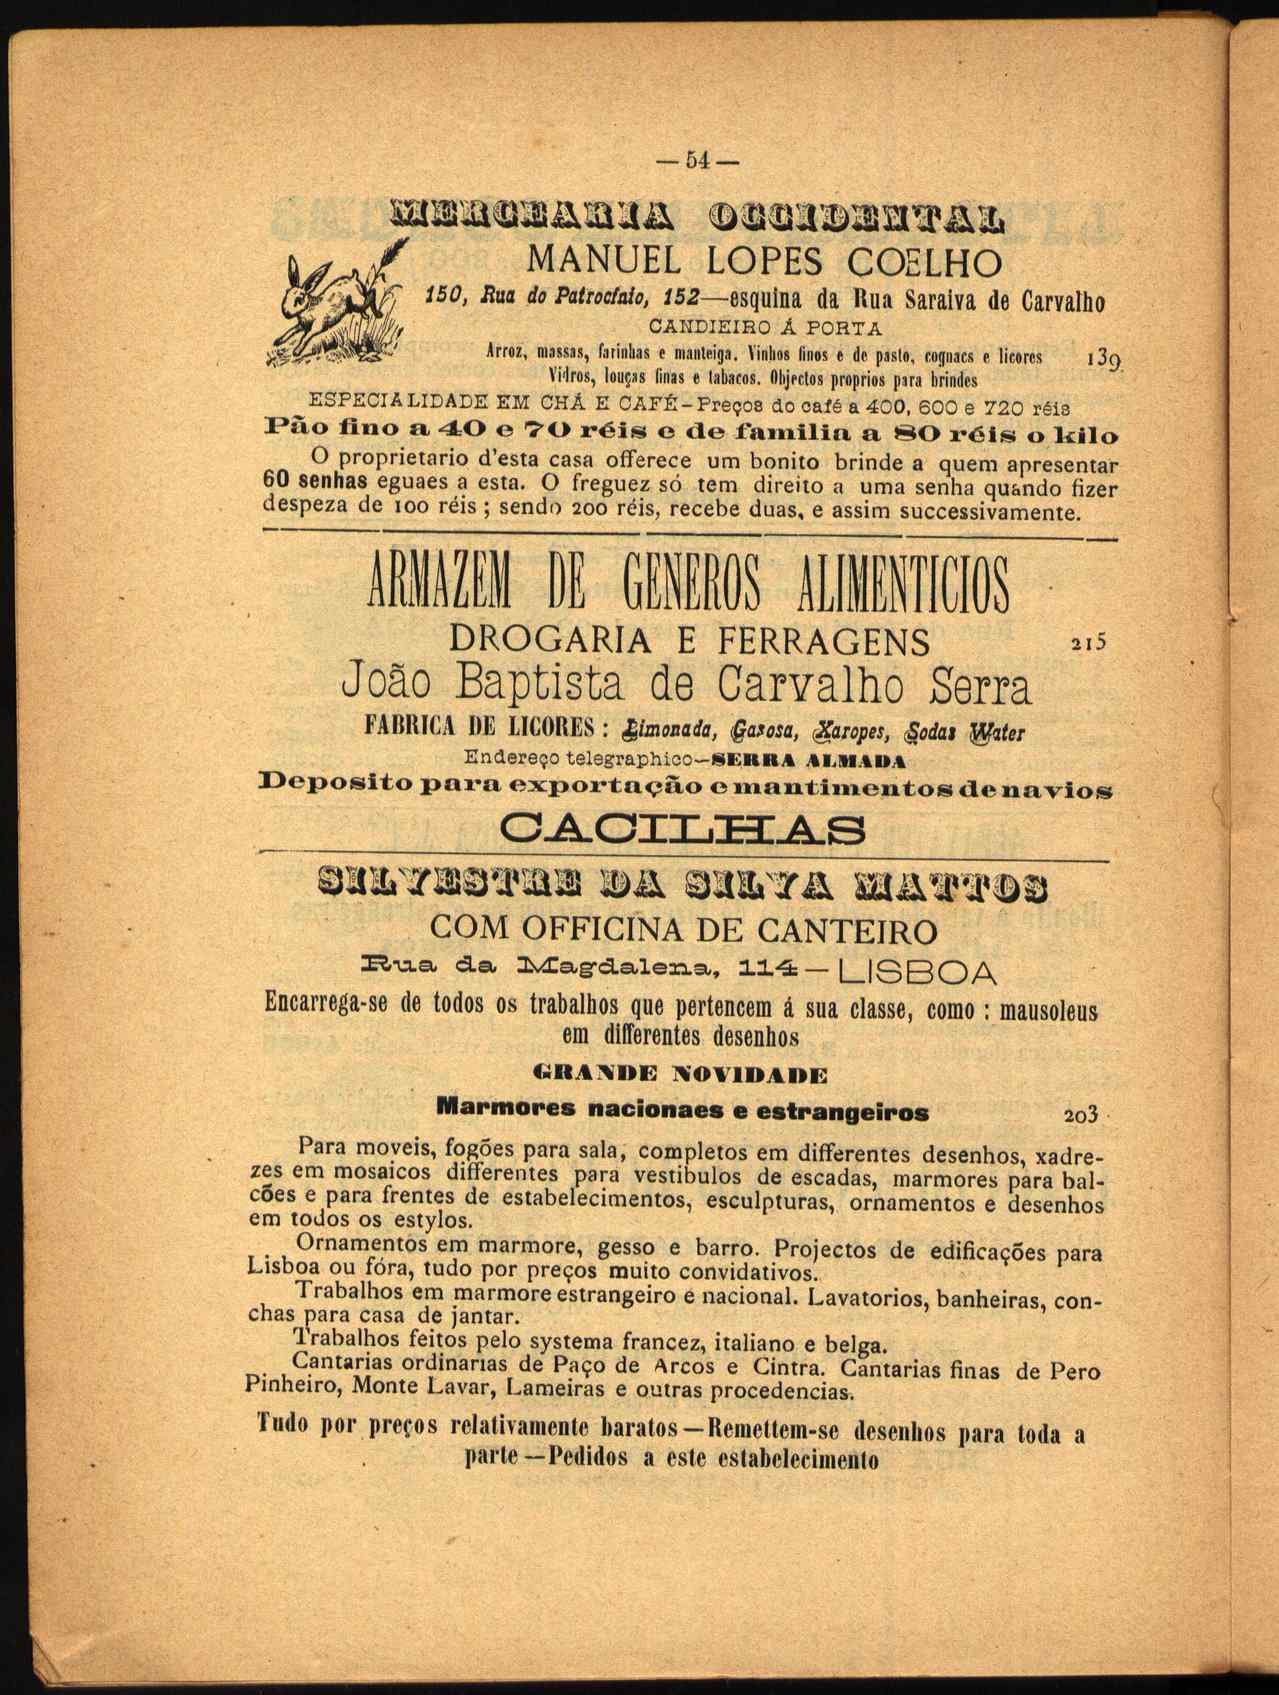 — 54 —
MERCEARIA OCCIDENTAL
MANUEL LOPES COELHO
150, Rua do Patrocinio, 152—esquina da Rua Saraiva de Carvalho
CANDIEIRO Á PORTA
Arroz, massas, farinhas e manteiga. Vinhos finos e de pasto, cognacs e licores 139
Vidros, louças finas e tabacos. Objectos proprios para brindes
ESPECIALIDADE EM CHÁ E CAFÉ-Preços do café a 400, 600 e 720 réis
Pão fino a 40 e 70 réis e de familia a 80 réis o kilo
O proprietario d'esta casa offerece um bonito brinde a quem apresentar
60 senhas eguaes a esta. O freguez só tem direito a uma senha quando fizer
despeza de 100 réis ; sendo 200 réis, recebe duas, e assim successivamente.
ARMAZEM DE GENEROS ALIMENTICIOS
DROGARIA E FERRAGENS 215
João Baptista de Carvalho Serra
FABRICA DE LICORES : Limonada, Gazosa, Xaropes, Sodas Water
Endereço telegraphico—SERRA ALMADA
Deposito para exportação e mantimentos de navios
CACILHAS
SILVESTRE DA SILVA MATTOS
COM OFFICINA DE CANTEIRO
Rua da Magdalena, 114 — LISBOA
Encarrega-se de todos os trabalhos que pertencem á sua classe, como : mausoleus
em differentes desenhos
GRANDE NOVIDADE
Marmores nacionaes e estrangeiros 203
Para moveis, fogões para sala, completos em differentes desenhos, xadre-
zes em mosaicos differentes para vestibulos de escadas, marmores para bal-
cões e para frentes de estabelecimentos, esculpturas, ornamentos e desenhos
em todos os estylos.
Ornamentos em marmore, gesso e barro. Projectos de edificações para
Lisboa ou fóra, tudo por preços muito convidativos.
Trabalhos em marmore estrangeiro e nacional. Lavatorios, banheiras, con-
chas para casa de jantar.
Trabalhos feitos pelo systema francez, italiano e belga.
Cantarias ordinarias de Paço de Arcos e Cintra. Cantarias finas de Pero
Pinheiro, Monte Lavar, Lameiras e outras procedencias.
Tudo por preços relativamente baratos — Remettem-se desenhos para toda a
parte — Pedidos a este estabelecimento